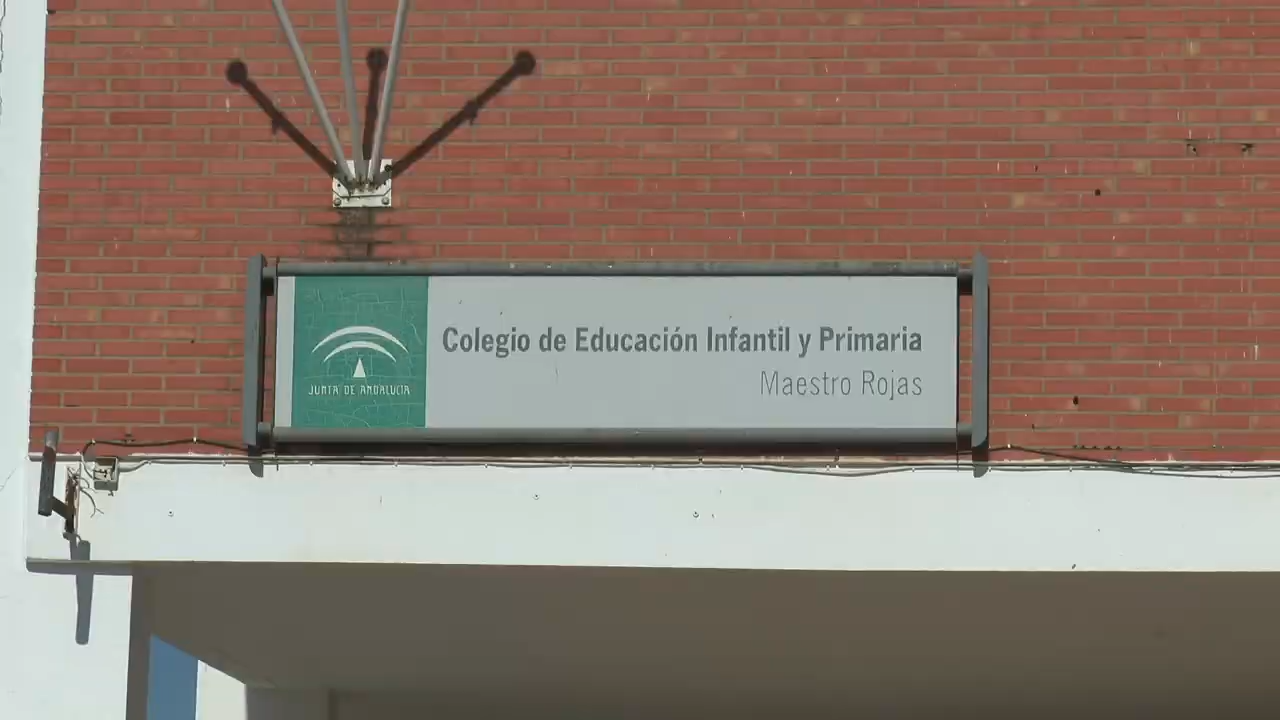 Colegio de Educación Infantil y Primaria
Maestro Rojas
JUNTA DE ANDALUCIA